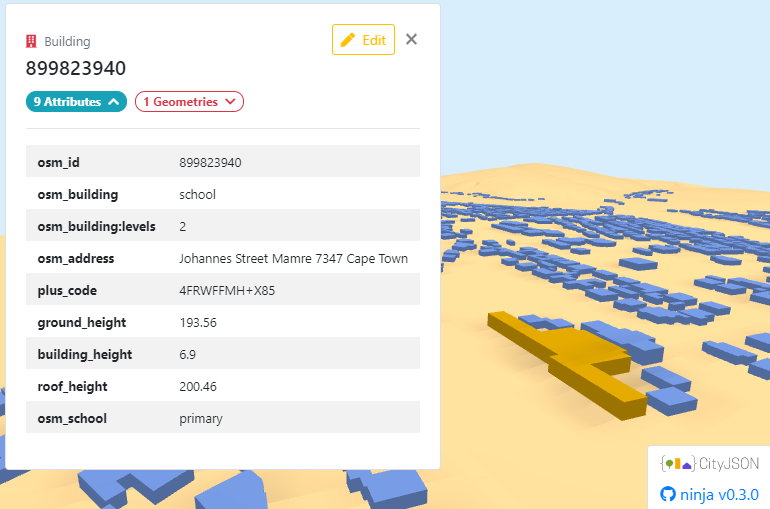 Building
Edit
899823940
9 Attributes
1 Geometries
osm_id 899823940
osm_building school
osm_building:levels 2
osm_address Johannes Street Mamre 7347 Cape Town
plus_code 4FRWFFMH+X85
ground_height 193.56
building_height 6.9
roof_height 200.46
osm_school primary
CityJSON
ninja v0.3.0